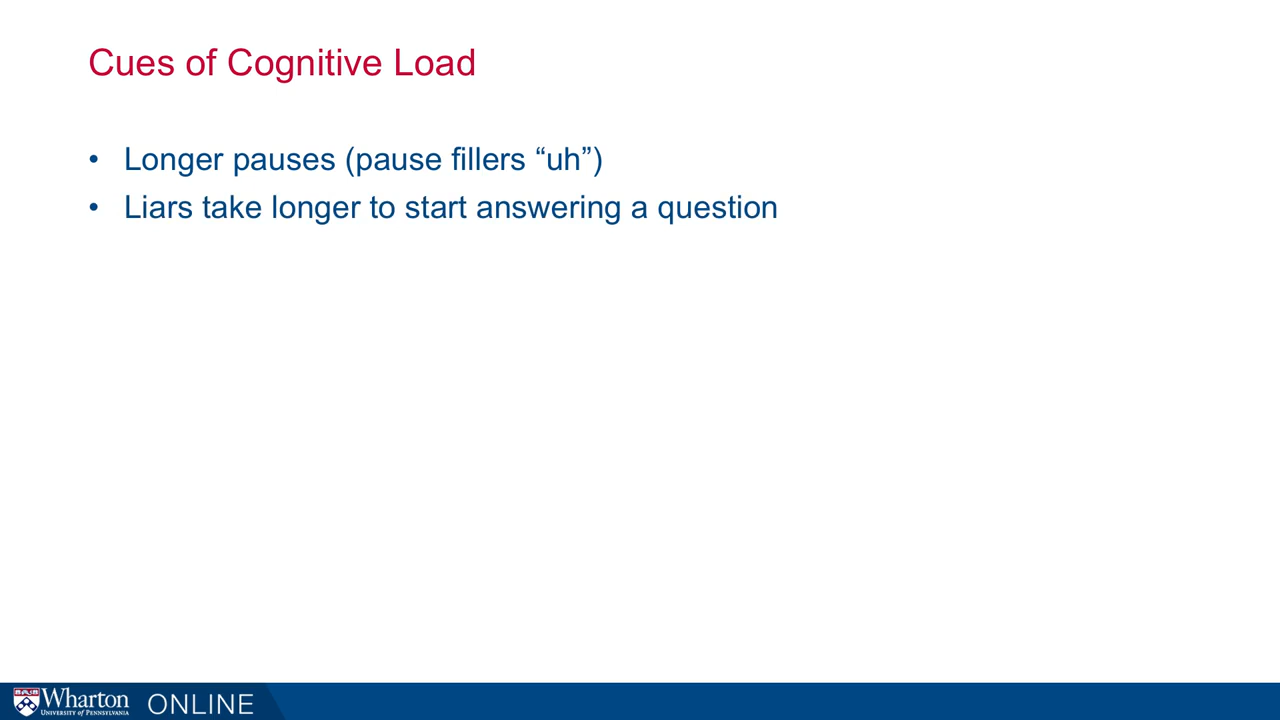 Cues of Cognitive Load
• Longer pauses (pause fillers “uh”)
• Liars take longer to start answering a question
Wharton
UNIVERSITY of PENNSYLVANIA
ONLINE